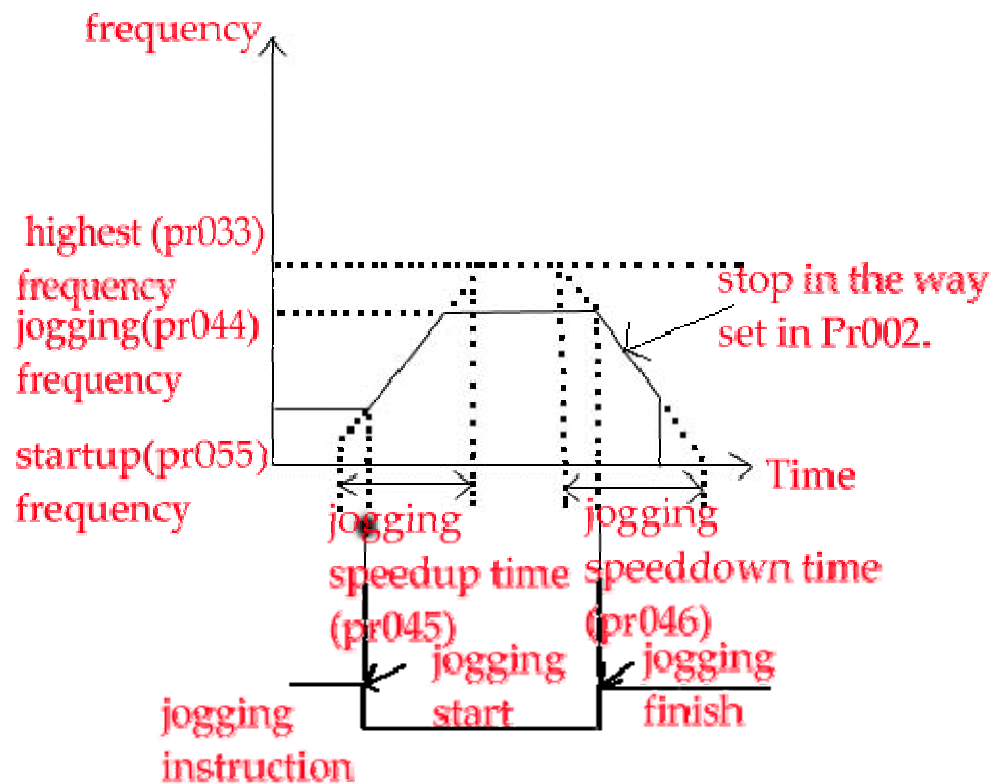 frequency
highest (pr033)
frequency
jogging(pr044)
frequency
startup(pr055)
frequency
stop in the way
set in Pr002.
Time
jogging
speedup time
(pr045)
jogging
speeddown time
(pr046)
jogging
start
jogging
finish
jogging
instruction